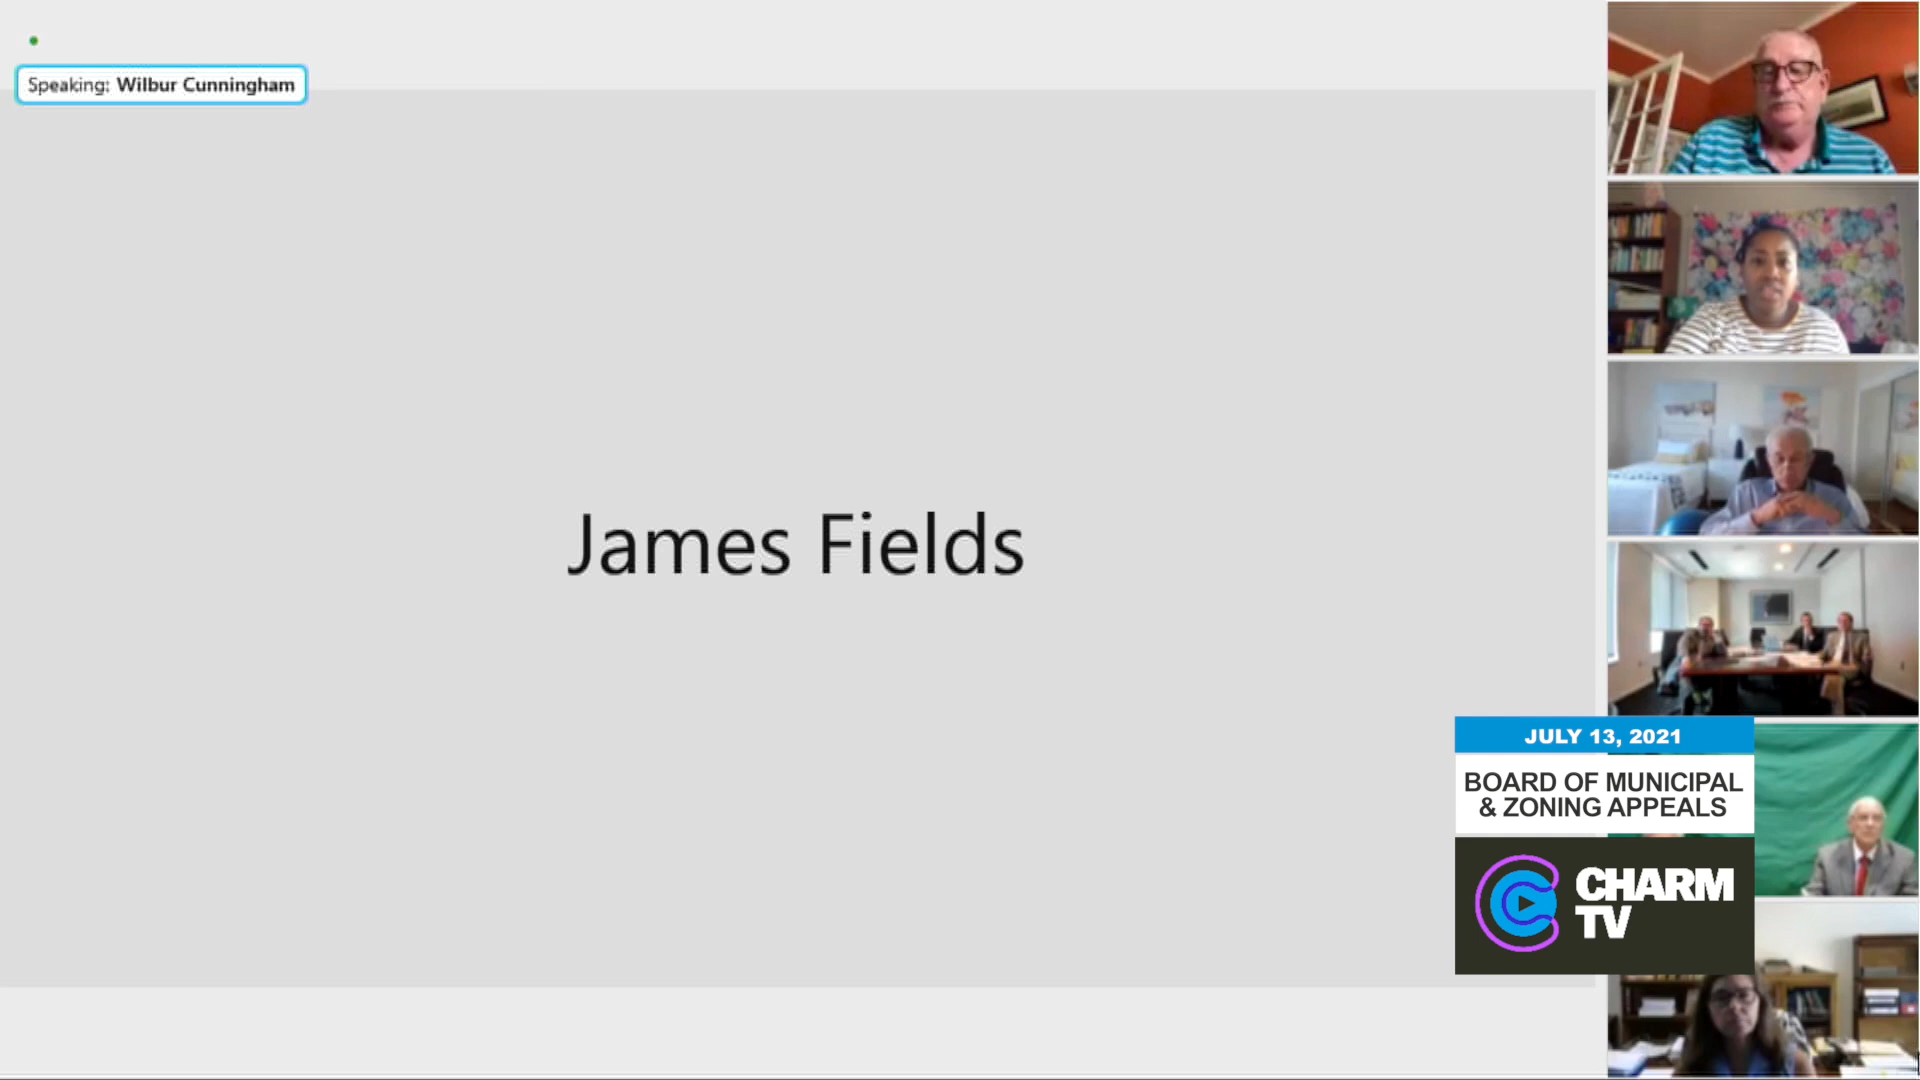 Speaking: Wilbur Cunningham
James Fields
JULY 13, 2021
BOARD OF MUNICIPAL
& ZONING APPEALS
CHARM
TV